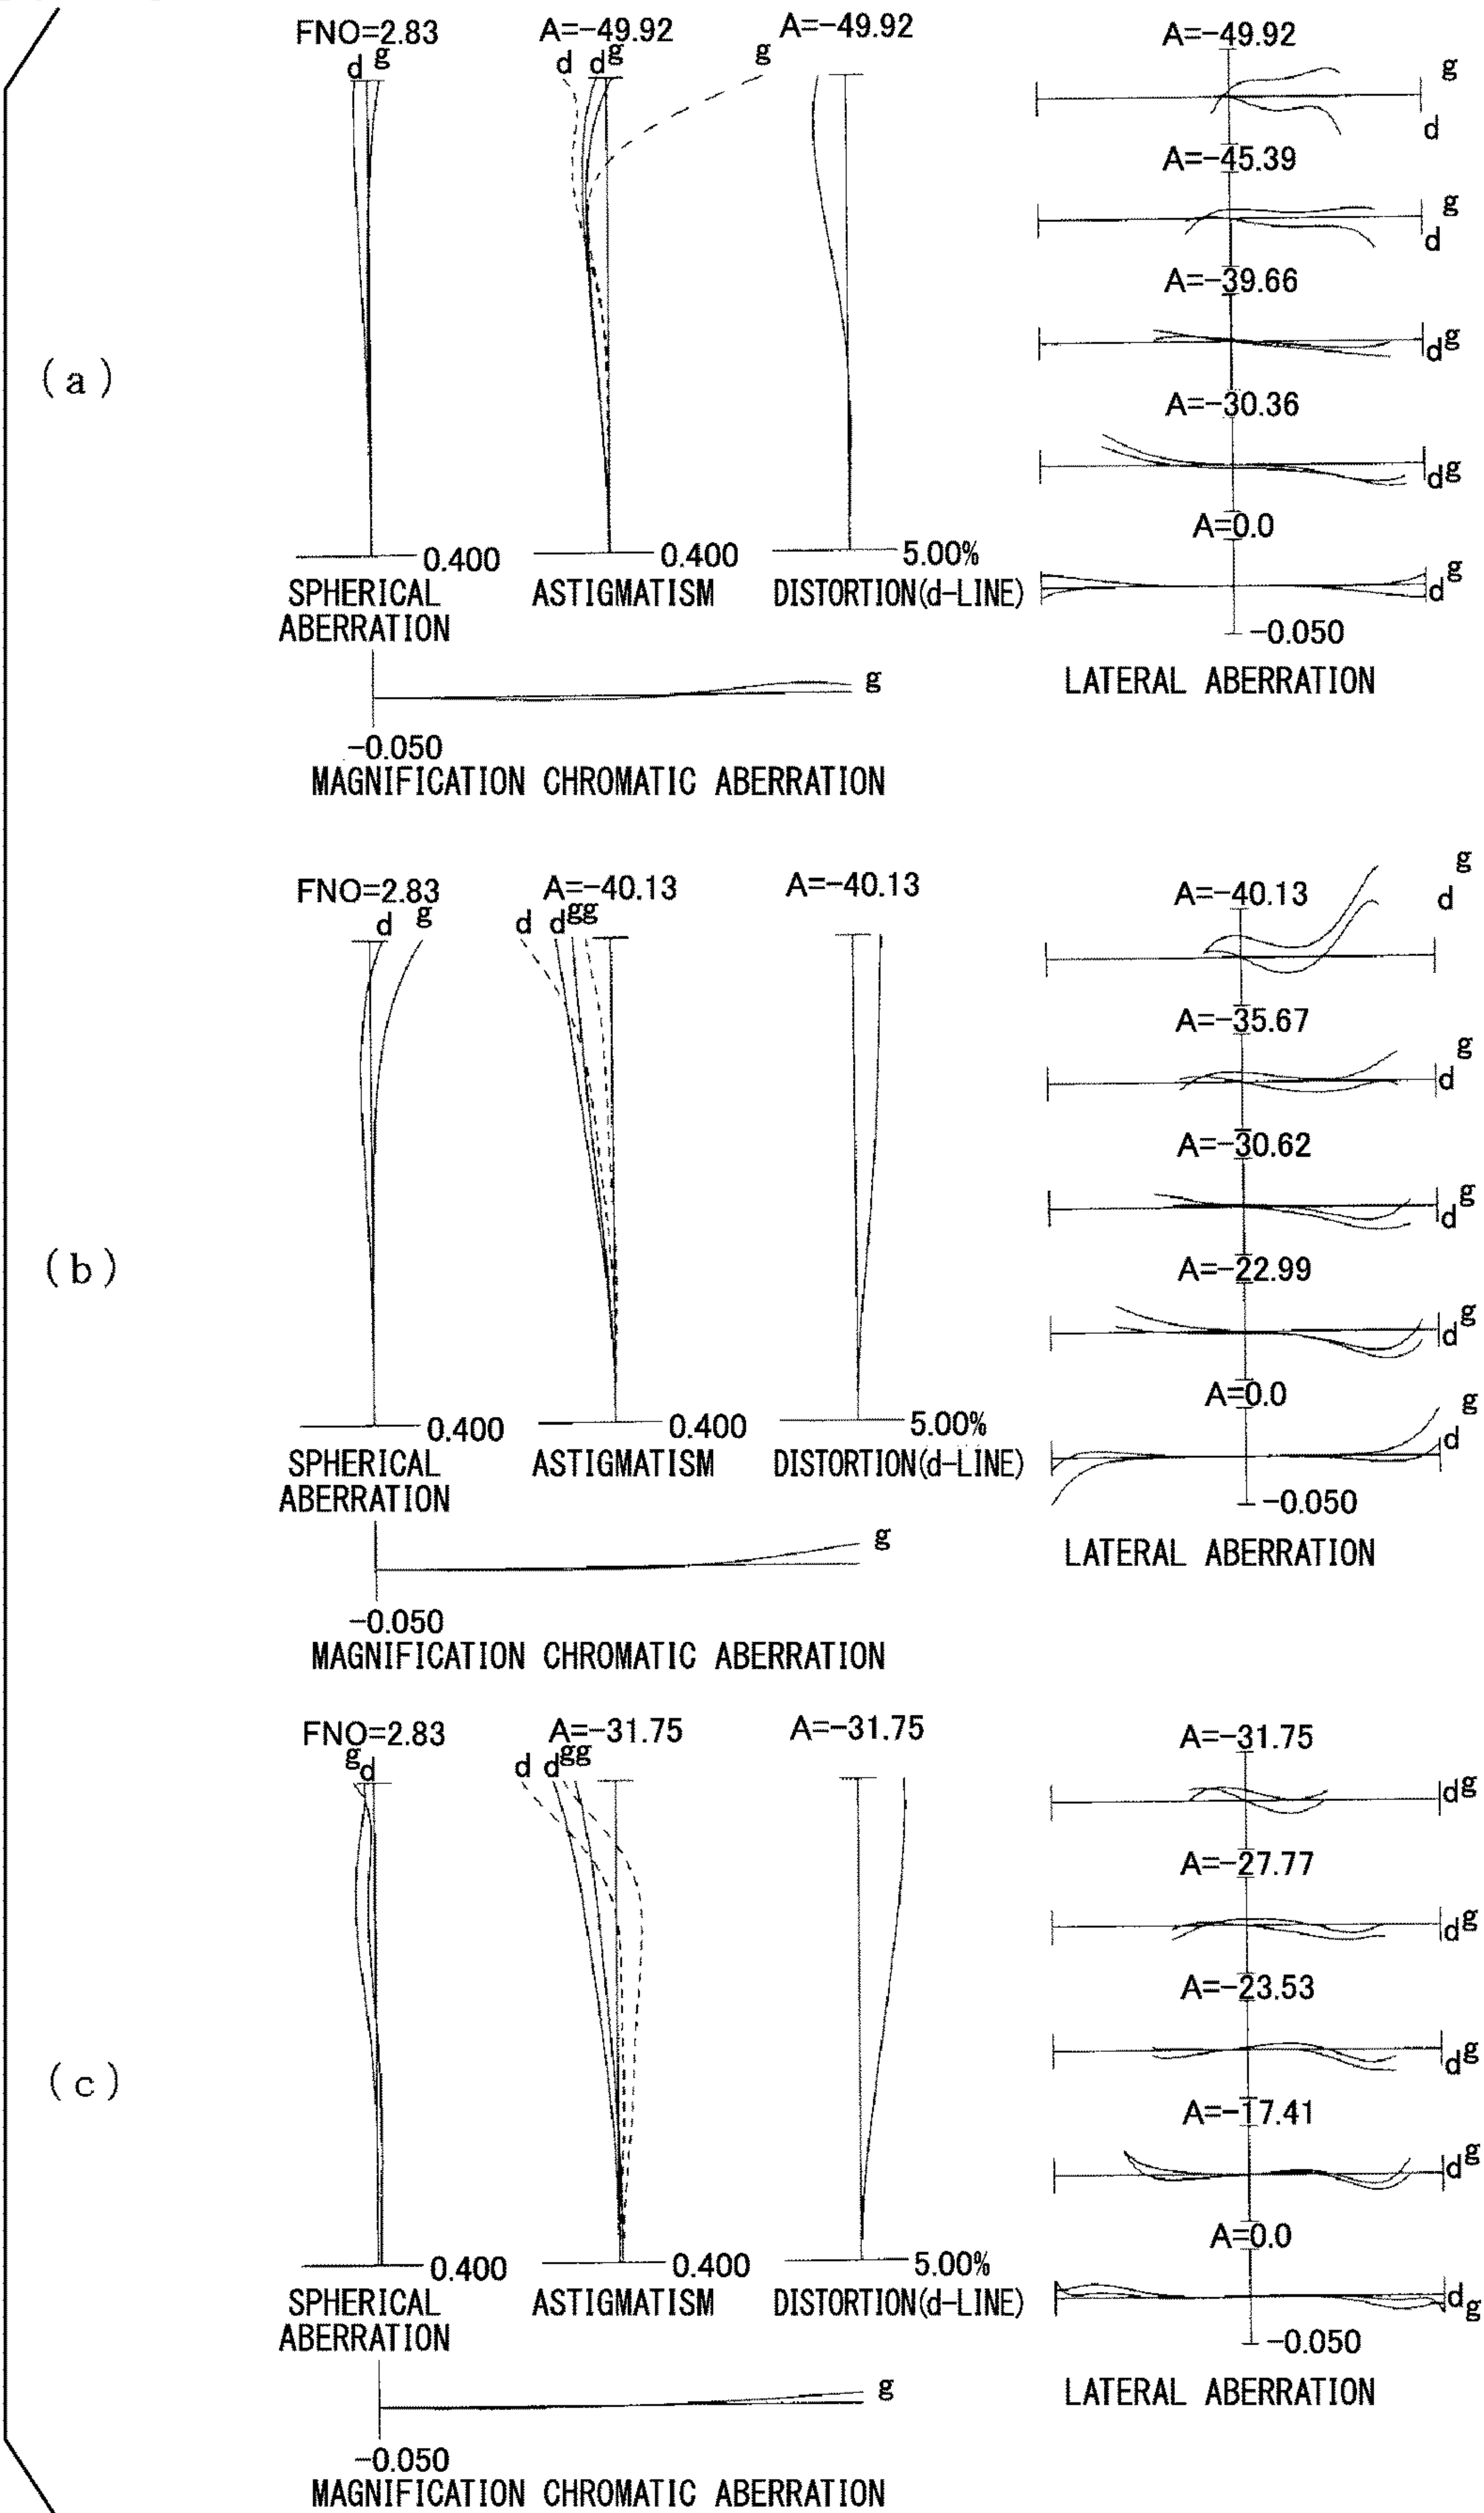 (a)
FNO=2.83
d g
A=-49.92
d d g
g
A=-49.92
0.400
SPHERICAL
ABERRATION
0.400
ASTIGMATISM
5.00%
DISTORTION(d-LINE)
g
-0.050
MAGNIFICATION CHROMATIC ABERRATION
A=-49.92
g
d
A=-45.39
g
d
A=-39.66
d g
A=-30.36
d g
A=0.0
d g
-0.050
LATERAL ABERRATION
(b)
FNO=2.83
d g
A=-40.13
d d g g
A=-40.13
0.400
SPHERICAL
ABERRATION
0.400
ASTIGMATISM
5.00%
DISTORTION(d-LINE)
g
-0.050
MAGNIFICATION CHROMATIC ABERRATION
A=-40.13
g
d
A=-35.67
g
d
A=-30.62
d g
A=-22.99
d g
A=0.0
g
d
-0.050
LATERAL ABERRATION
(c)
FNO=2.83
g d
A=-31.75
d d g g
A=-31.75
0.400
SPHERICAL
ABERRATION
0.400
ASTIGMATISM
5.00%
DISTORTION(d-LINE)
g
-0.050
MAGNIFICATION CHROMATIC ABERRATION
A=-31.75
d g
A=-27.77
d g
A=-23.53
d g
A=-17.41
d g
A=0.0
d g
-0.050
LATERAL ABERRATION